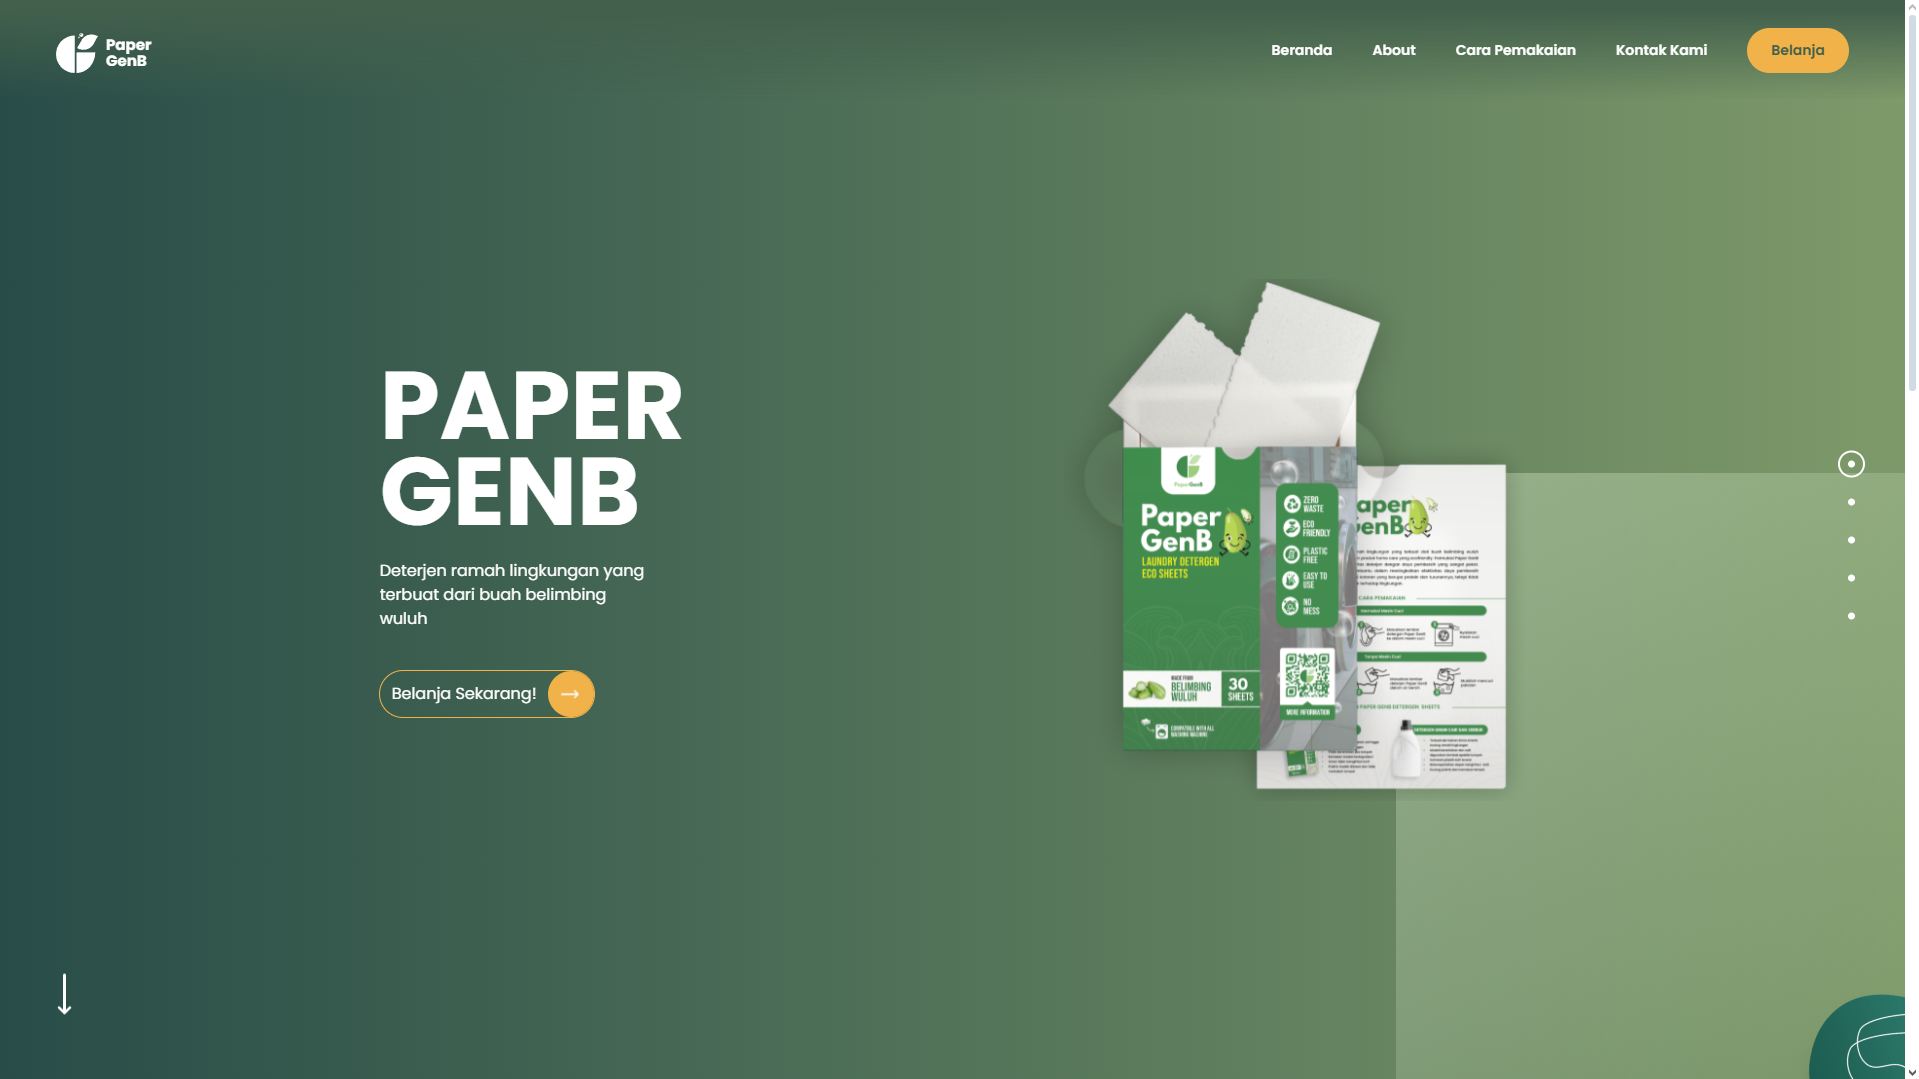 Paper
GenB
Beranda
About
Cara Pemakaian
Kontak Kami
Belanja
PAPER
GENB
Deterjen ramah lingkungan yang
terbuat dari buah belimbing
wuluh
Belanja Sekarang!
PaperGenB
Paper
GenB
LAUNDRY DETERGEN
ECO SHEETS
ZERO
WASTE
ECO
FRIENDLY
PLASTIC
FREE
EASY TO
USE
NO
MESS
MADE FROM
BELIMBING
WULUH
30
SHEETS
MORE INFORMATION
COMPATIBLE WITH ALL
WASHING MACHINE
CARA PEMAKAIAN
PAPER GENB DETERGEN SHEETS